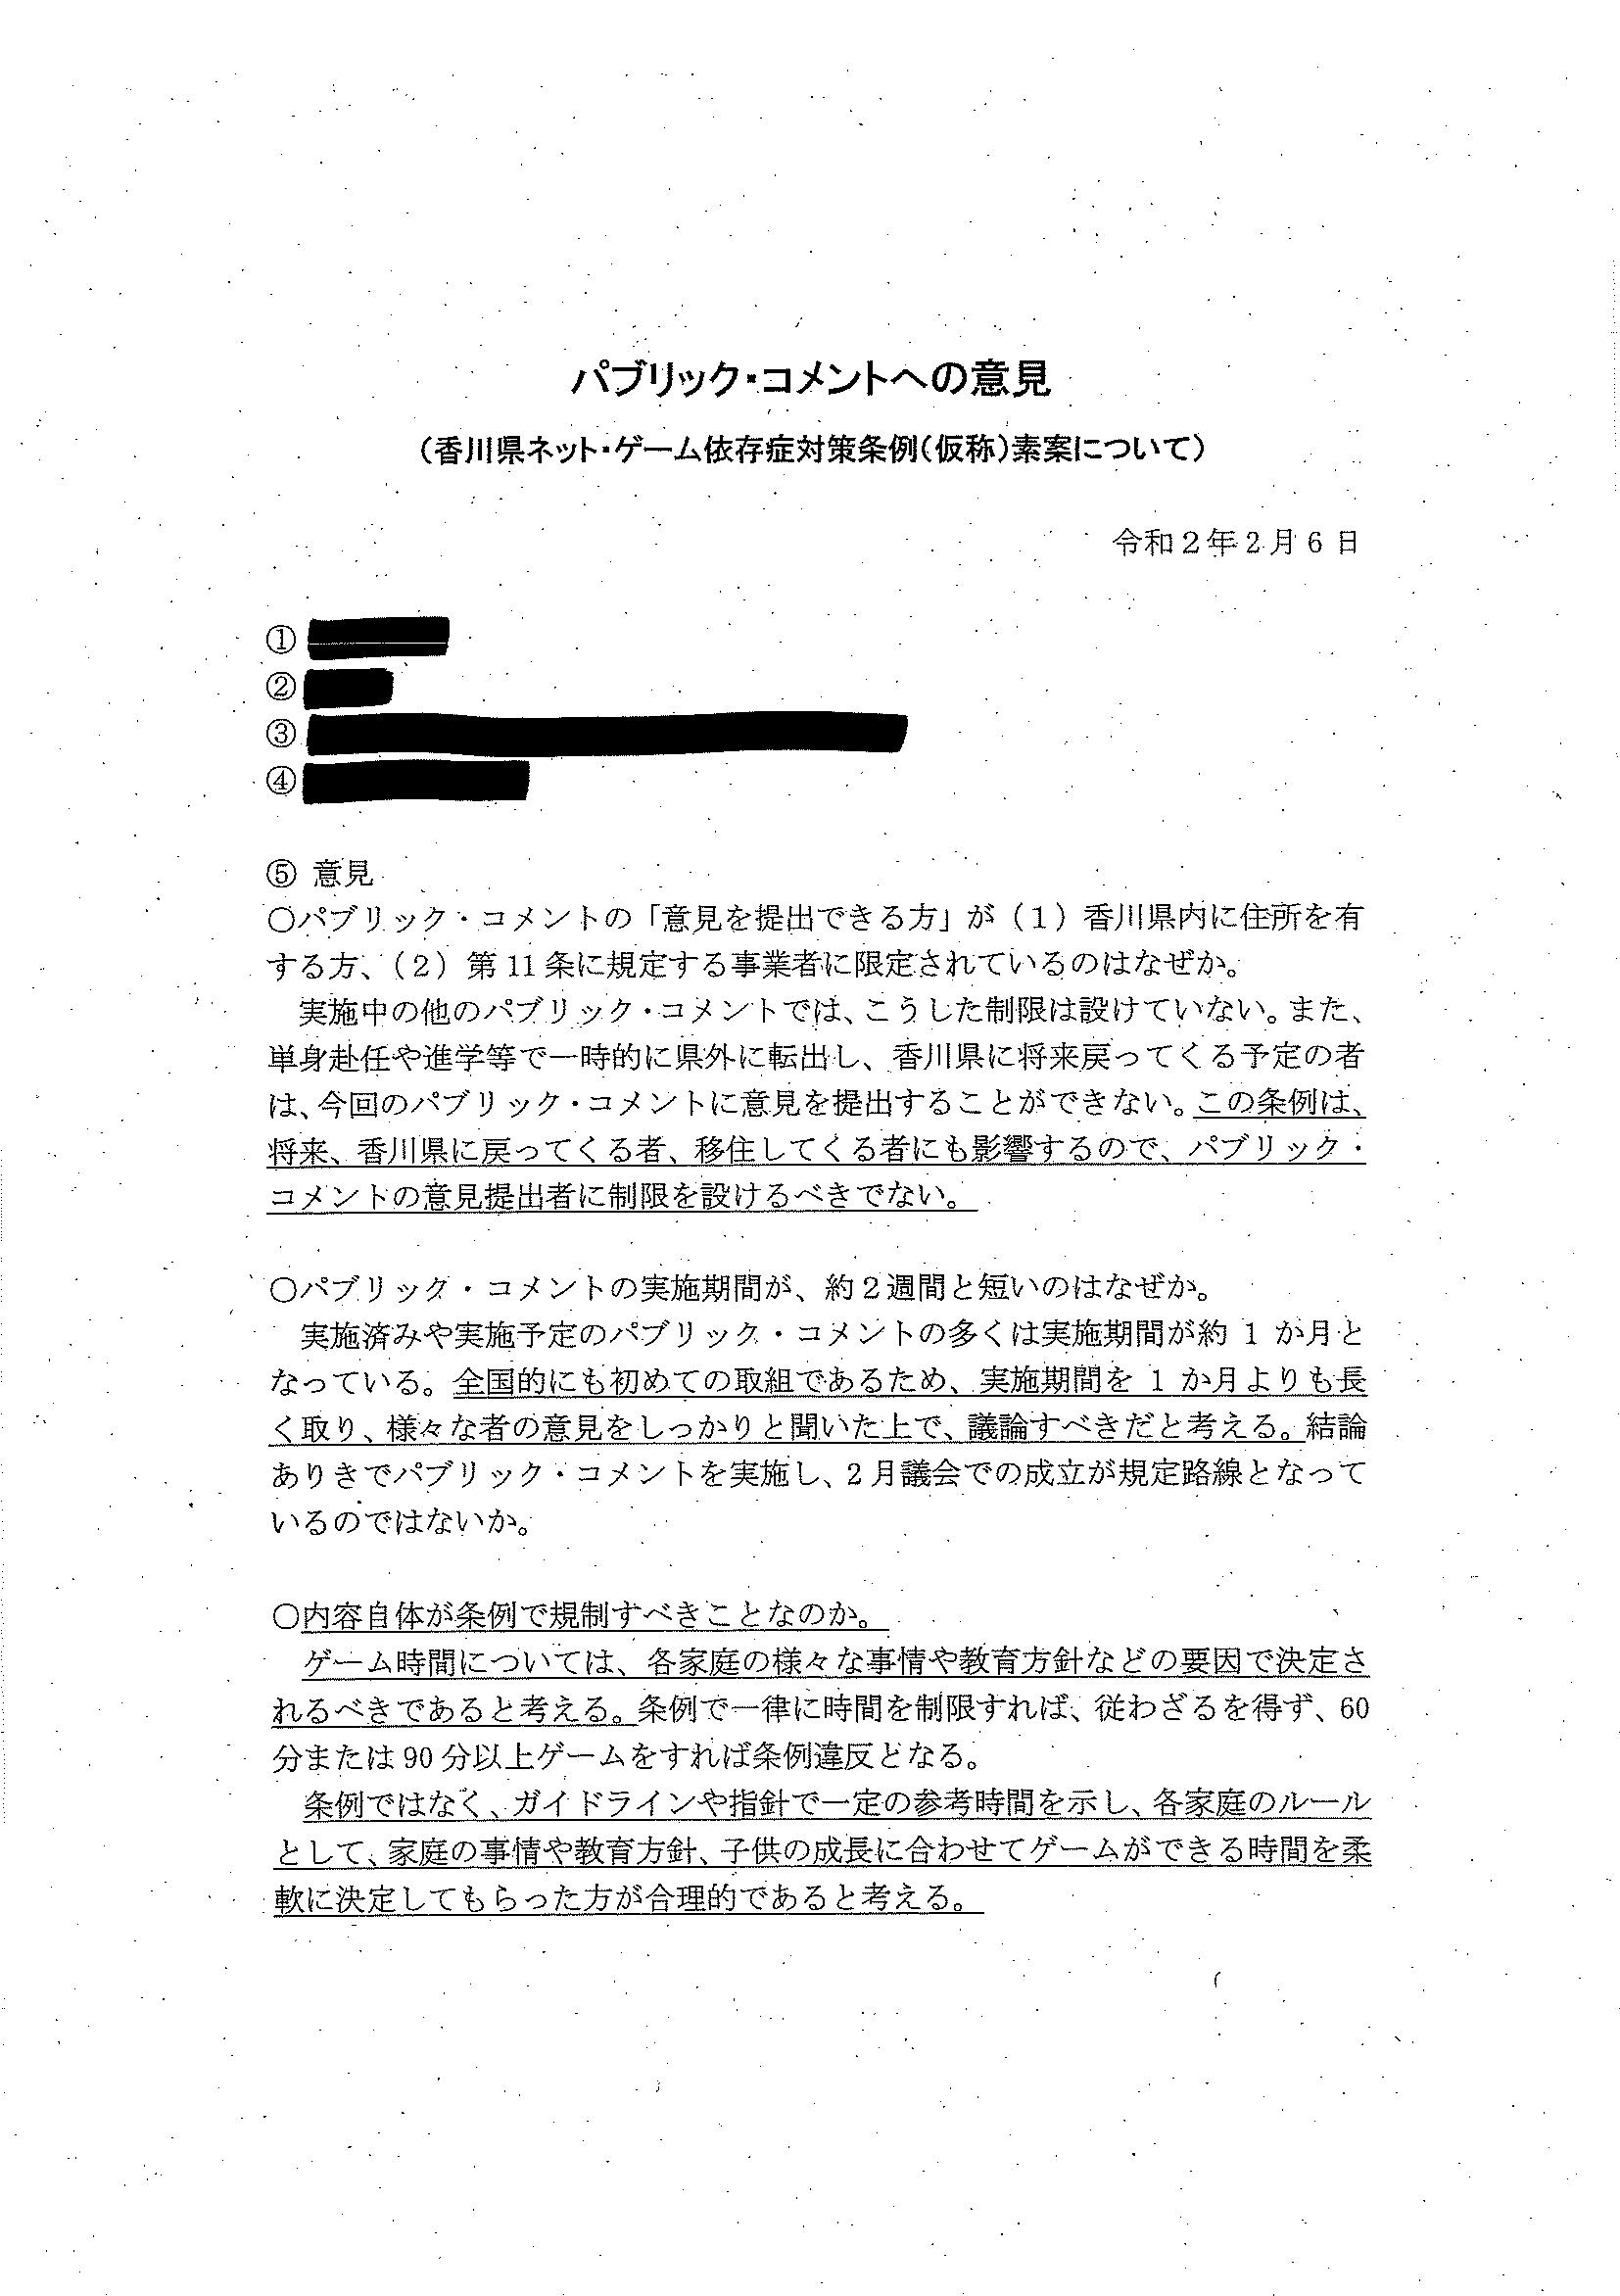 パブリック・コメントへの意見
（香川県ネット・ゲーム依存症対策条例（仮称）素案について）
令和２年２月６日
①
②
③
④
⑤ 意見
○パブリック・コメントの「意見を提出できる方」が（１）香川県内に住所を有
する方、（２）第 11 条に規定する事業者に限定されているのはなぜか。
実施中の他のパブリック・コメントでは、こうした制限は設けていない。また、
単身赴任や進学等で一時的に県外に転出し、香川県に将来戻ってくる予定の者
は、今回のパブリック・コメントに意見を提出することができない。この条例は、
将来、香川県に戻ってくる者、移住してくる者にも影響するので、パブリック・
コメントの意見提出者に制限を設けるべきでない。
○パブリック・コメントの実施期間が、約２週間と短いのはなぜか。
実施済みや実施予定のパブリック・コメントの多くは実施期間が約 1 か月と
なっている。全国的にも初めての取組であるため、実施期間を 1 か月よりも長
く取り、様々な者の意見をしっかりと聞いた上で、議論すべきだと考える。結論
ありきでパブリック・コメントを実施し、２月議会での成立が規定路線となって
いるのではないか。
○内容自体が条例で規制すべきことなのか。
ゲーム時間については、各家庭の様々な事情や教育方針などの要因で決定さ
れるべきであると考える。条例で一律に時間を制限すれば、従わざるを得ず、60
分または 90 分以上ゲームをすれば条例違反となる。
条例ではなく、ガイドラインや指針で一定の参考時間を示し、各家庭のルール
として、家庭の事情や教育方針、子供の成長に合わせてゲームができる時間を柔
軟に決定してもらった方が合理的であると考える。